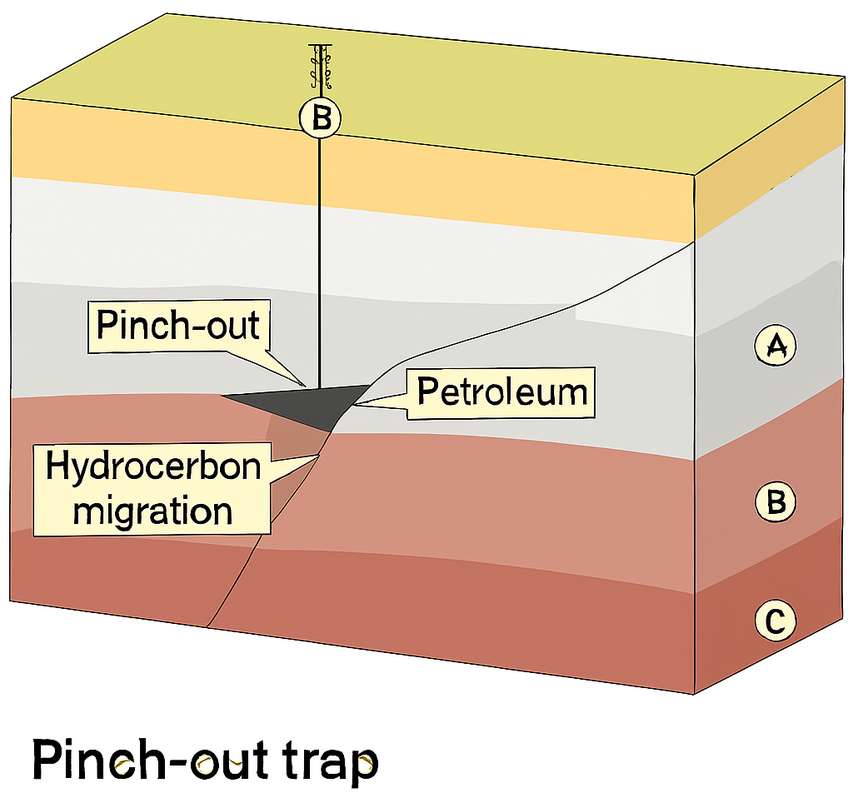 B
Pinch-out
A
Petroleum
Hydrocerbon
migration
B
C
Pinch-out trap